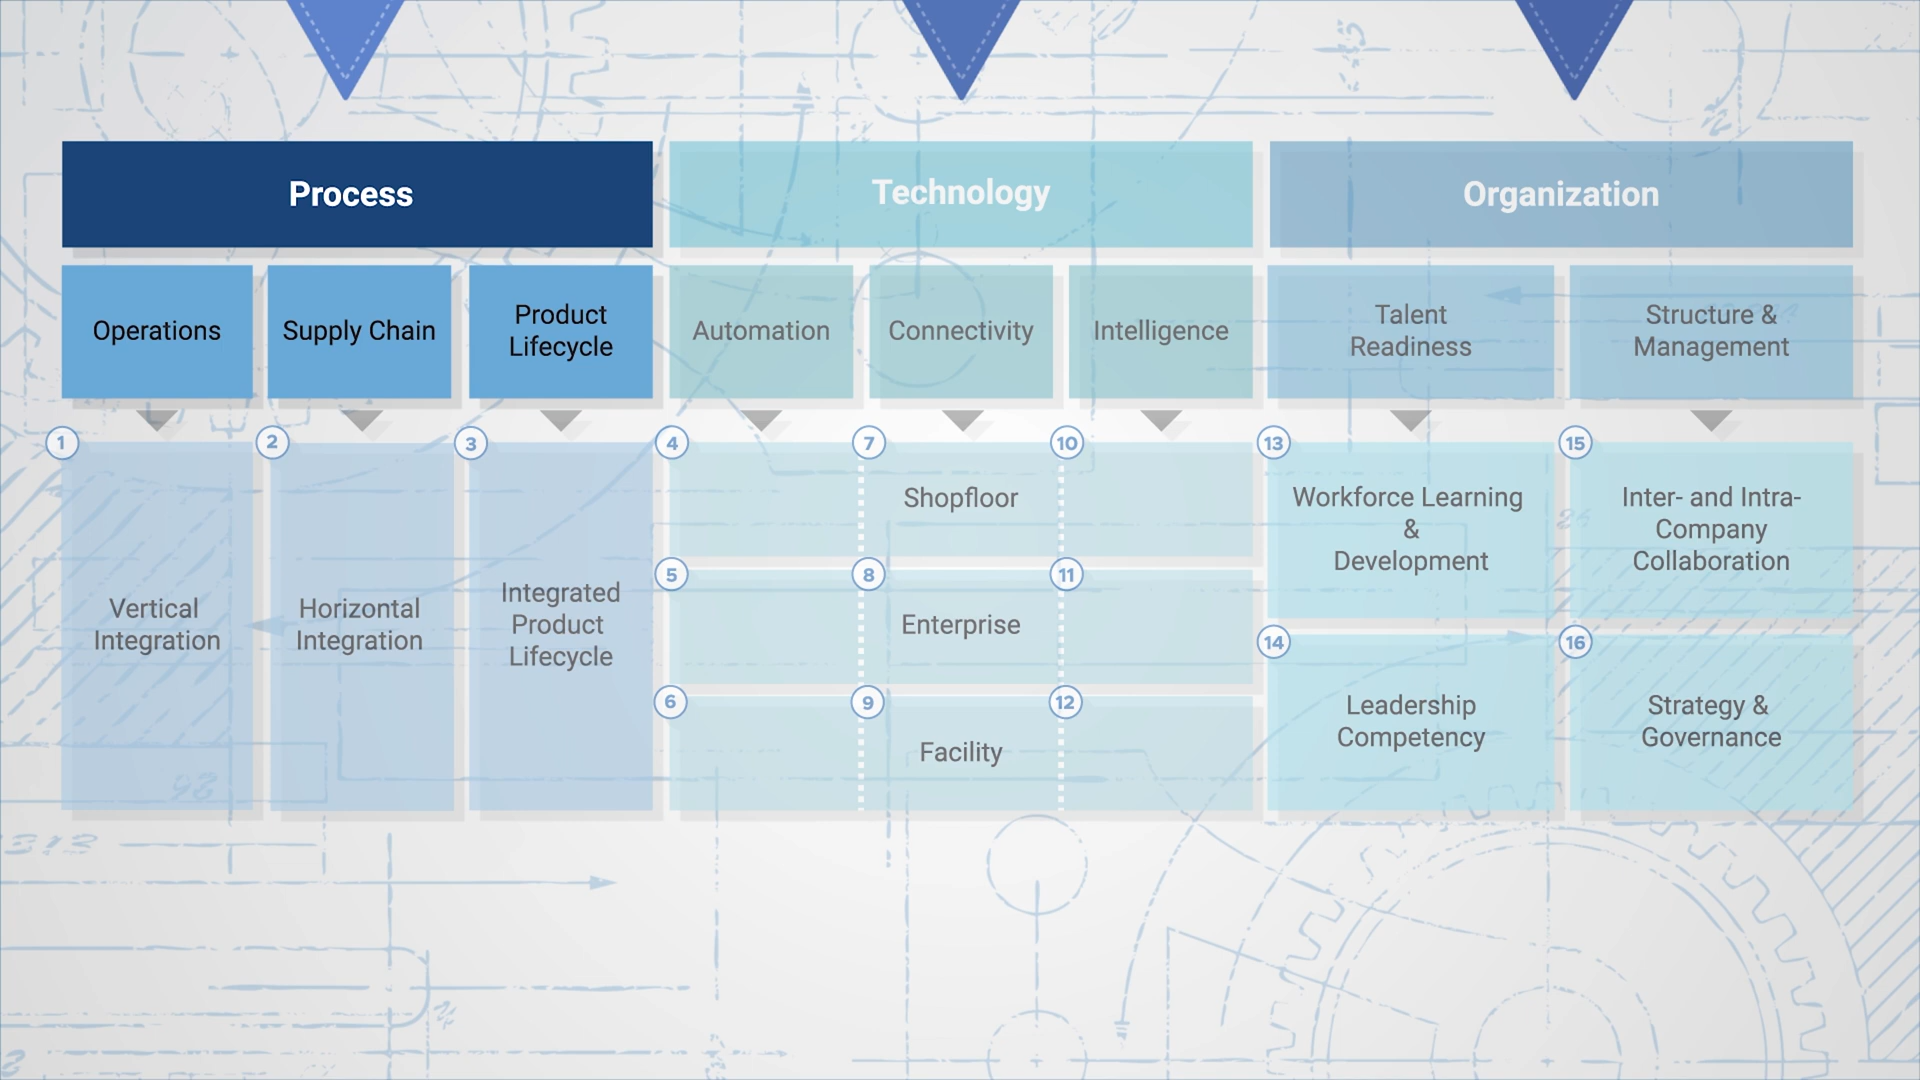 Process
Technology
Organization
Operations
Supply Chain
Product
Lifecycle
Automation
Connectivity
Intelligence
Talent
Readiness
Structure &
Management
1
2
3
4
7
10
13
15
Vertical
Integration
Horizontal
Integration
Integrated
Product
Lifecycle
Shopfloor
5
8
11
Enterprise
6
9
12
Facility
Workforce Learning
&
Development
Inter- and Intra-
Company
Collaboration
14
16
Leadership
Competency
Strategy &
Governance
313